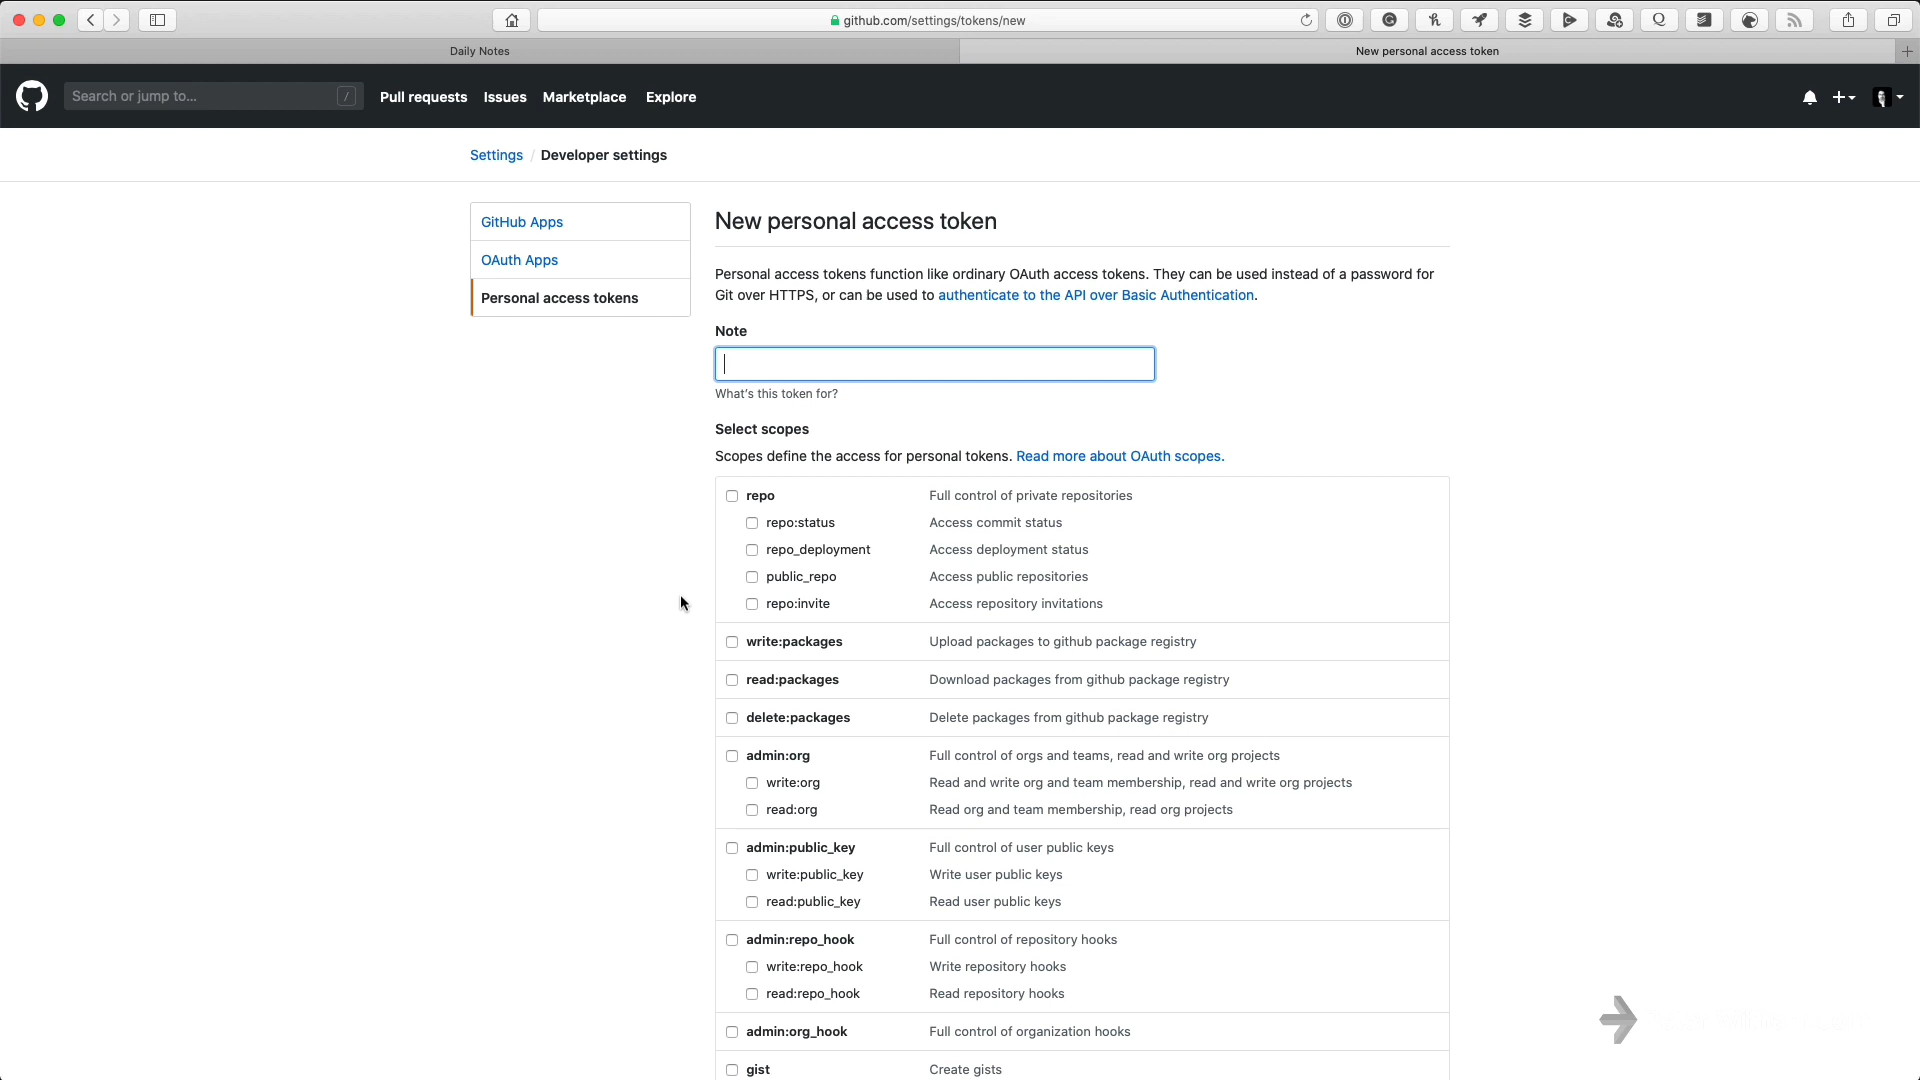 github.com/settings/tokens/new
Daily Notes
New personal access token
Search or jump to...
/
Pull requests
Issues
Marketplace
Explore
Settings / Developer settings
GitHub Apps
OAuth Apps
Personal access tokens
New personal access token
Personal access tokens function like ordinary OAuth access tokens. They can be used instead of a password for
Git over HTTPS, or can be used to authenticate to the API over Basic Authentication.
Note
What's this token for?
Select scopes
Scopes define the access for personal tokens. Read more about OAuth scopes.
repo Full control of private repositories
repo:status Access commit status
repo_deployment Access deployment status
public_repo Access public repositories
repo:invite Access repository invitations
write:packages Upload packages to github package registry
read:packages Download packages from github package registry
delete:packages Delete packages from github package registry
admin:org Full control of orgs and teams, read and write org projects
write:org Read and write org and team membership, read and write org projects
read:org Read org and team membership, read org projects
admin:public_key Full control of user public keys
write:public_key Write user public keys
read:public_key Read user public keys
admin:repo_hook Full control of repository hooks
write:repo_hook Write repository hooks
read:repo_hook Read repository hooks
admin:org_hook Full control of organization hooks
gist Create gists